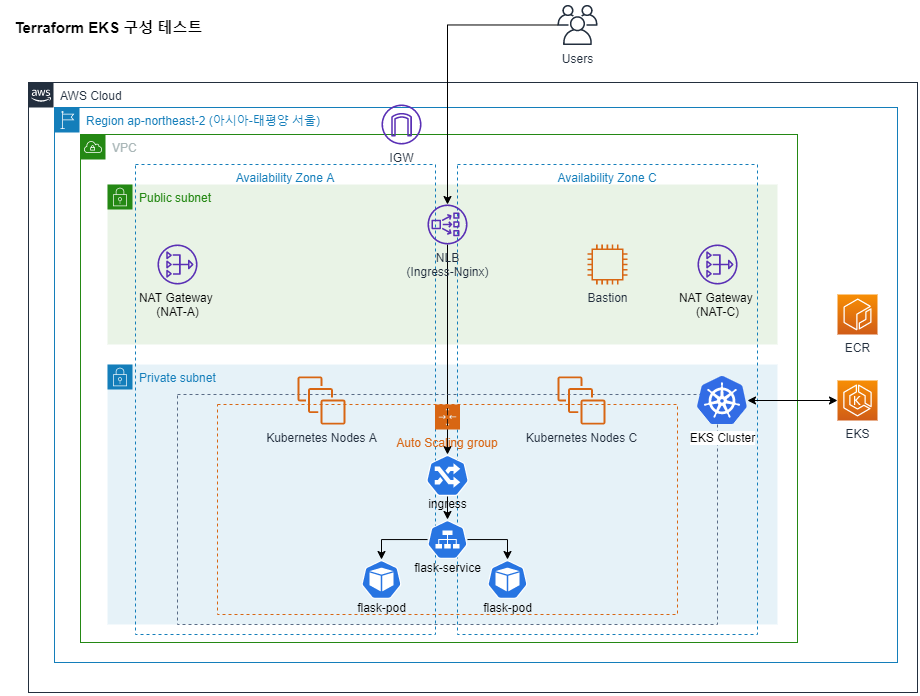 Terraform EKS 구성 테스트
Users
aws
AWS Cloud
Region ap-northeast-2 (아시아-태평양 서울)
IGW
VPC
Availability Zone A
Availability Zone C
Public subnet
NLB
(Ingress-Nginx)
NAT Gateway
(NAT-A)
Bastion
NAT Gateway
(NAT-C)
ECR
Private subnet
Kubernetes Nodes A
Auto Scaling group
Kubernetes Nodes C
EKS Cluster
K
EKS
ingress
flask-service
flask-pod
flask-pod